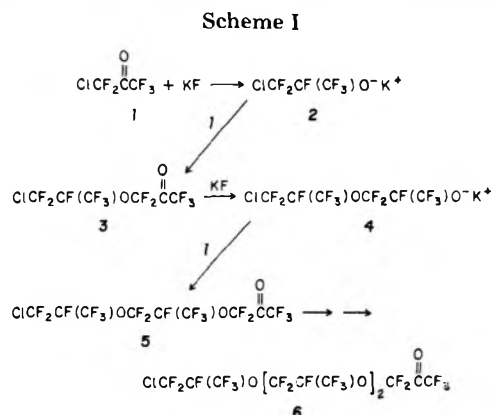 Scheme I
O
ClCF₂CCF₃ + KF → ClCF₂CF(CF₃)O⁻K⁺
1 2
1
O
ClCF₂CF(CF₃)OCF₂CCF₃ KF → ClCF₂CF(CF₃)OCF₂CF(CF₃)O⁻K⁺
3 4
1
O
ClCF₂CF(CF₃)OCF₂CF(CF₃)OCF₂CCF₃ → →
5
O
ClCF₂CF(CF₃)O[CF₂CF(CF₃)O]₂CF₂CCF₃
6